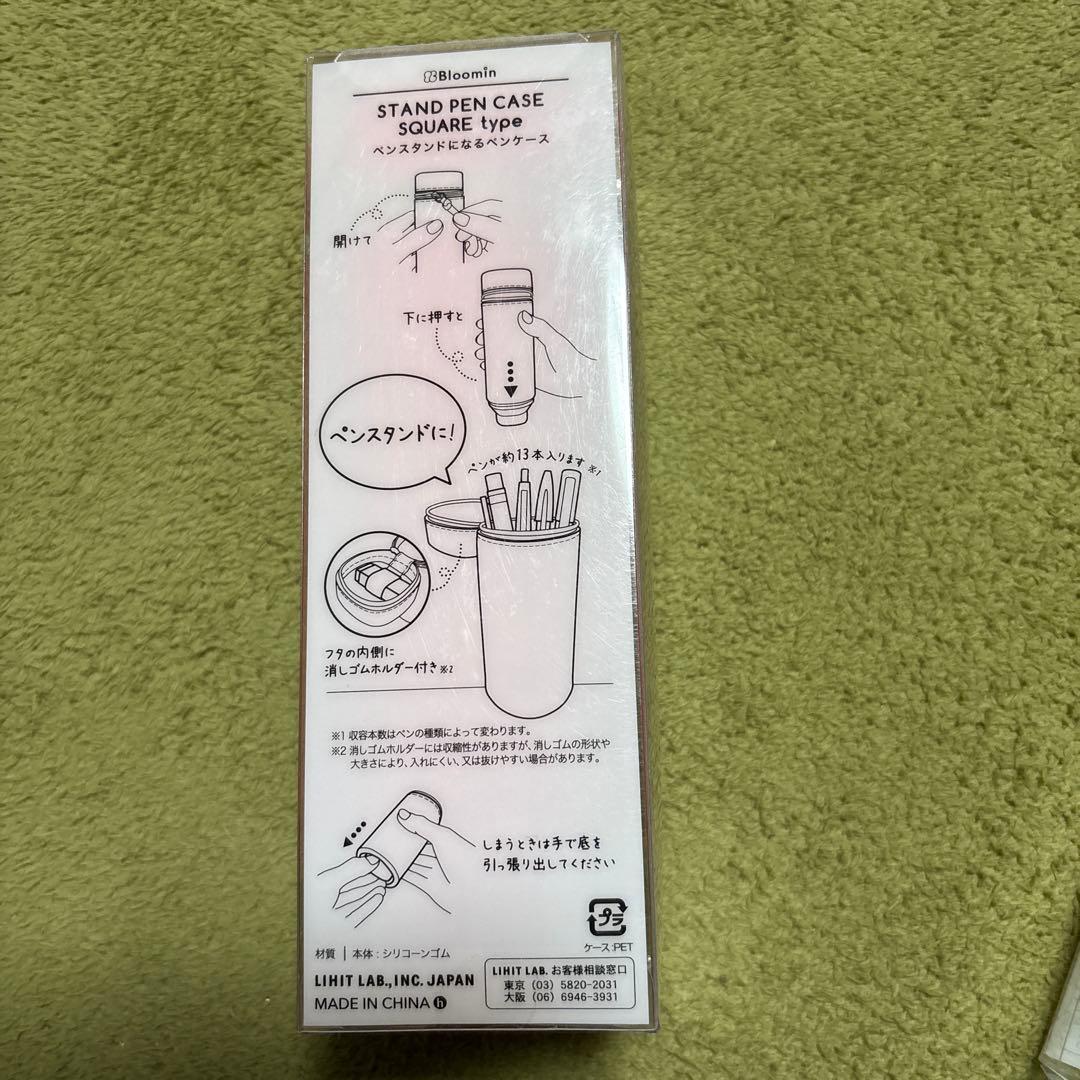 Bloomin
STAND PEN CASE
SQUARE type
ペンスタンドになるペンケース
開けて
下に押すと
ペンスタンドに!
ペンが約13本入ります ※1
フタの内側に
消しゴムホルダー付き※2
※1 収容本数はペンの種類によって変わります。
※2 消しゴムホルダーには収縮性がありますが、消しゴムの形状や
大きさにより、入れにくい、又は抜けやすい場合があります。
しまうときは手で底を
引っ張り出してください
プラ
ケース:PET
材質 | 本体 : シリコーンゴム
LIHIT LAB., INC. JAPAN
MADE IN CHINA h
LIHIT LAB. お客様相談窓口
東京 (03) 5820-2031
大阪 (06) 6946-3931